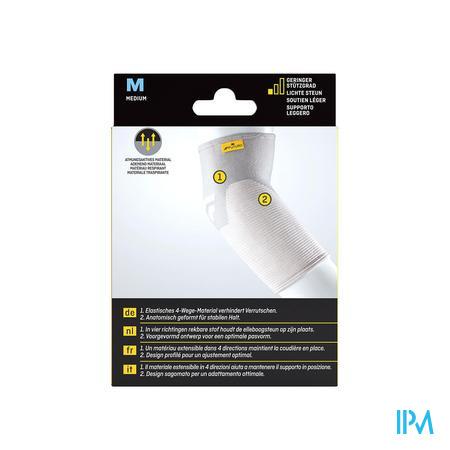 M
MEDIUM
GERINGER
STÜTZGRAD
LICHTE STEUN
SOUTIEN LÉGER
SUPPORTO
LEGGERO
ATMUNGSAKTIVES MATERIAL
ADEMEND MATERIAAL
MATÉRIAU RESPIRANT
MATERIALE TRASPIRANTE
1
2
de 1. Elastisches 4-Wege-Material verhindert Verrutschen.
2. Anatomisch geformt für stabilen Halt.
nl 1. In vier richtingen rekbare stof houdt de elleboogsteun op zijn plaats.
2. Voorgevormd ontwerp voor een optimale pasvorm.
fr 1. Un matériau extensible dans 4 directions maintient la coudière en place.
2. Design profilé pour un ajustement optimal.
it 1. Il materiale estensibile in 4 direzioni aiuta a mantenere il supporto in posizione.
2. Design sagomato per un adattamento ottimale.
IPM